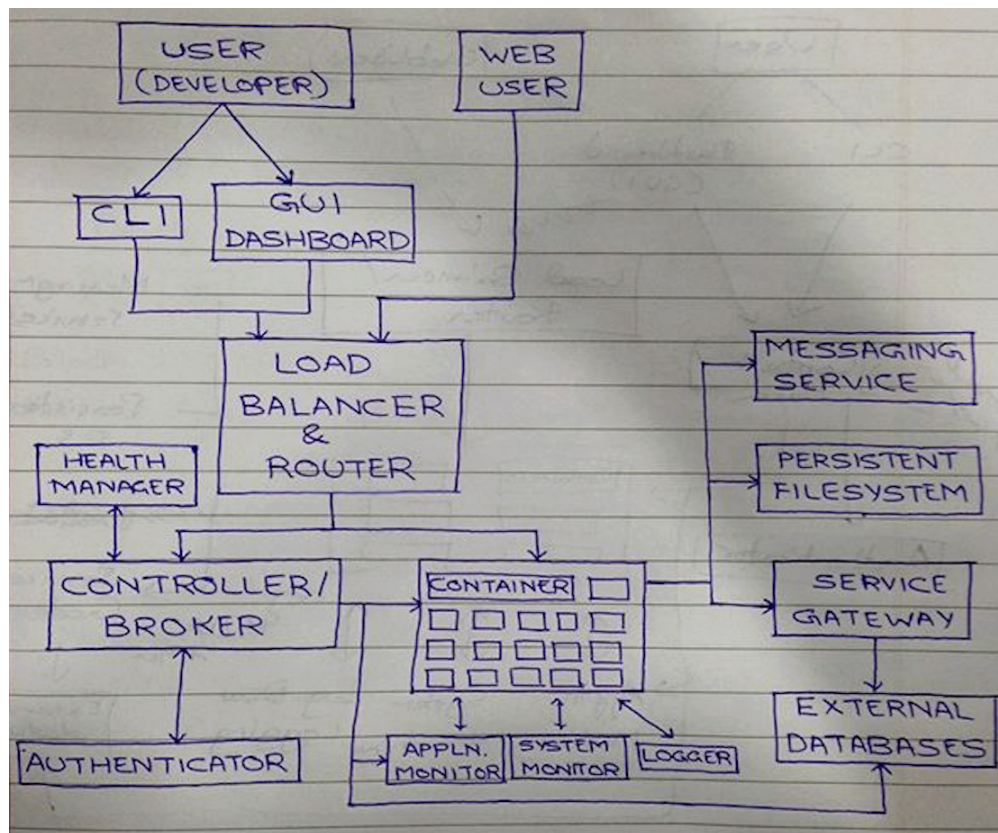 USER
(DEVELOPER)
WEB
USER
CLI
GUI
DASHBOARD
LOAD
BALANCER
&
ROUTER
MESSAGING
SERVICE
HEALTH
MANAGER
PERSISTENT
FILESYSTEM
CONTROLLER/
BROKER
CONTAINER
SERVICE
GATEWAY
EXTERNAL
DATABASES
AUTHENTICATOR
APPLN.
MONITOR
SYSTEM
MONITOR
LOGGER